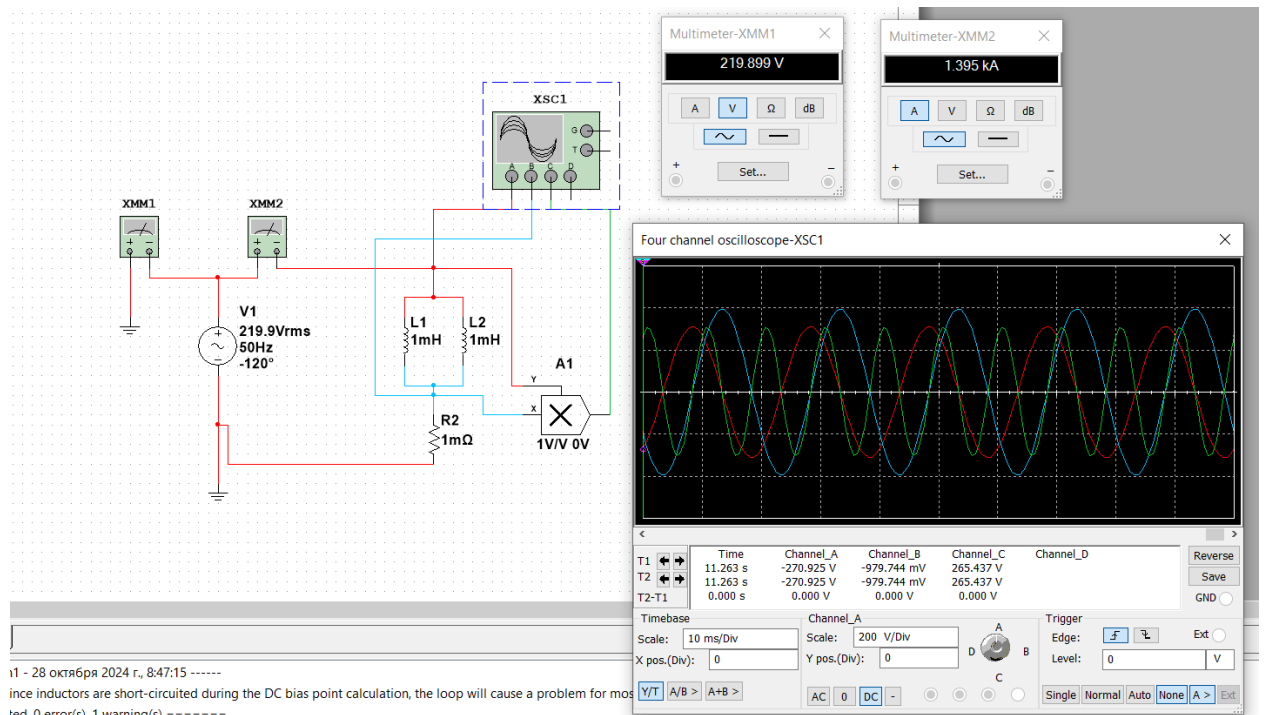 Multimeter-XMM1
219.899 V
A V Ω dB
+ Set... −
Multimeter-XMM2
1.395 kA
A V Ω dB
+ Set... −
XSC1
G
T
A B C D
XMM1
XMM2
+ −
+ −
V1
219.9Vrms
50Hz
-120°
L1
1mH
L2
1mH
A1
Y
X
1V/V 0V
R2
1mΩ
Four channel oscilloscope-XSC1
Time Channel_A Channel_B Channel_C Channel_D
T1 11.263 s -270.925 V -979.744 mV 265.437 V
T2 11.263 s -270.925 V -979.744 mV 265.437 V
T2-T1 0.000 s 0.000 V 0.000 V 0.000 V
Reverse
Save
GND
Timebase
Scale: 10 ms/Div
X pos.(Div): 0
Y/T A/B > A+B >
Channel_A
Scale: 200 V/Div
Y pos.(Div): 0
AC 0 DC -
A
D B
C
Trigger
Edge: Ext
Level: 0 V
Single Normal Auto None A > Ext
1 - 28 октября 2024 г., 8:47:15 ------
ince inductors are short-circuited during the DC bias point calculation, the loop will cause a problem for mos
ted, 0 error(s), 1 warning(s) -------